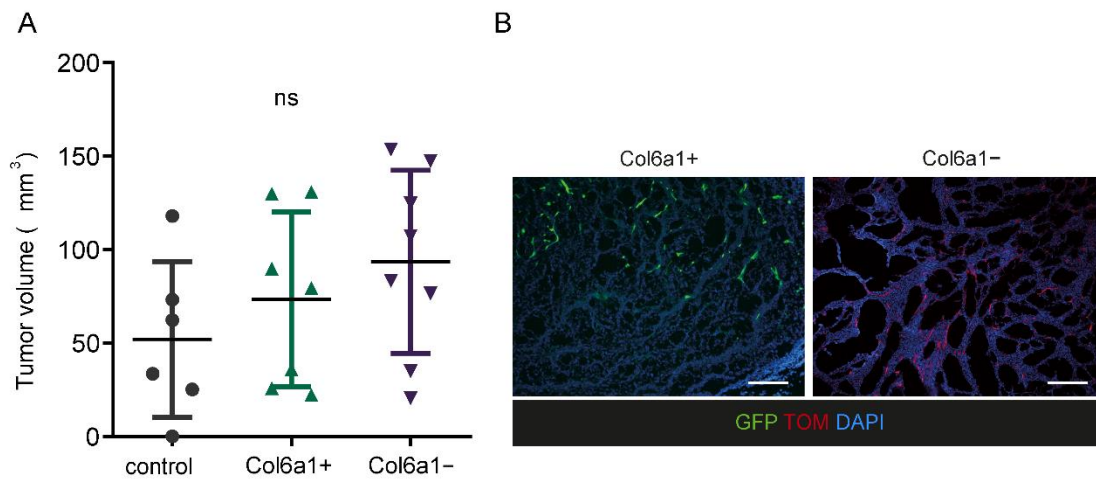 A
B
200
150
100
50
0
Tumor volume ( mm³)
ns
control
Col6a1+
Col6a1−
Col6a1+
Col6a1−
GFP TOM DAPI